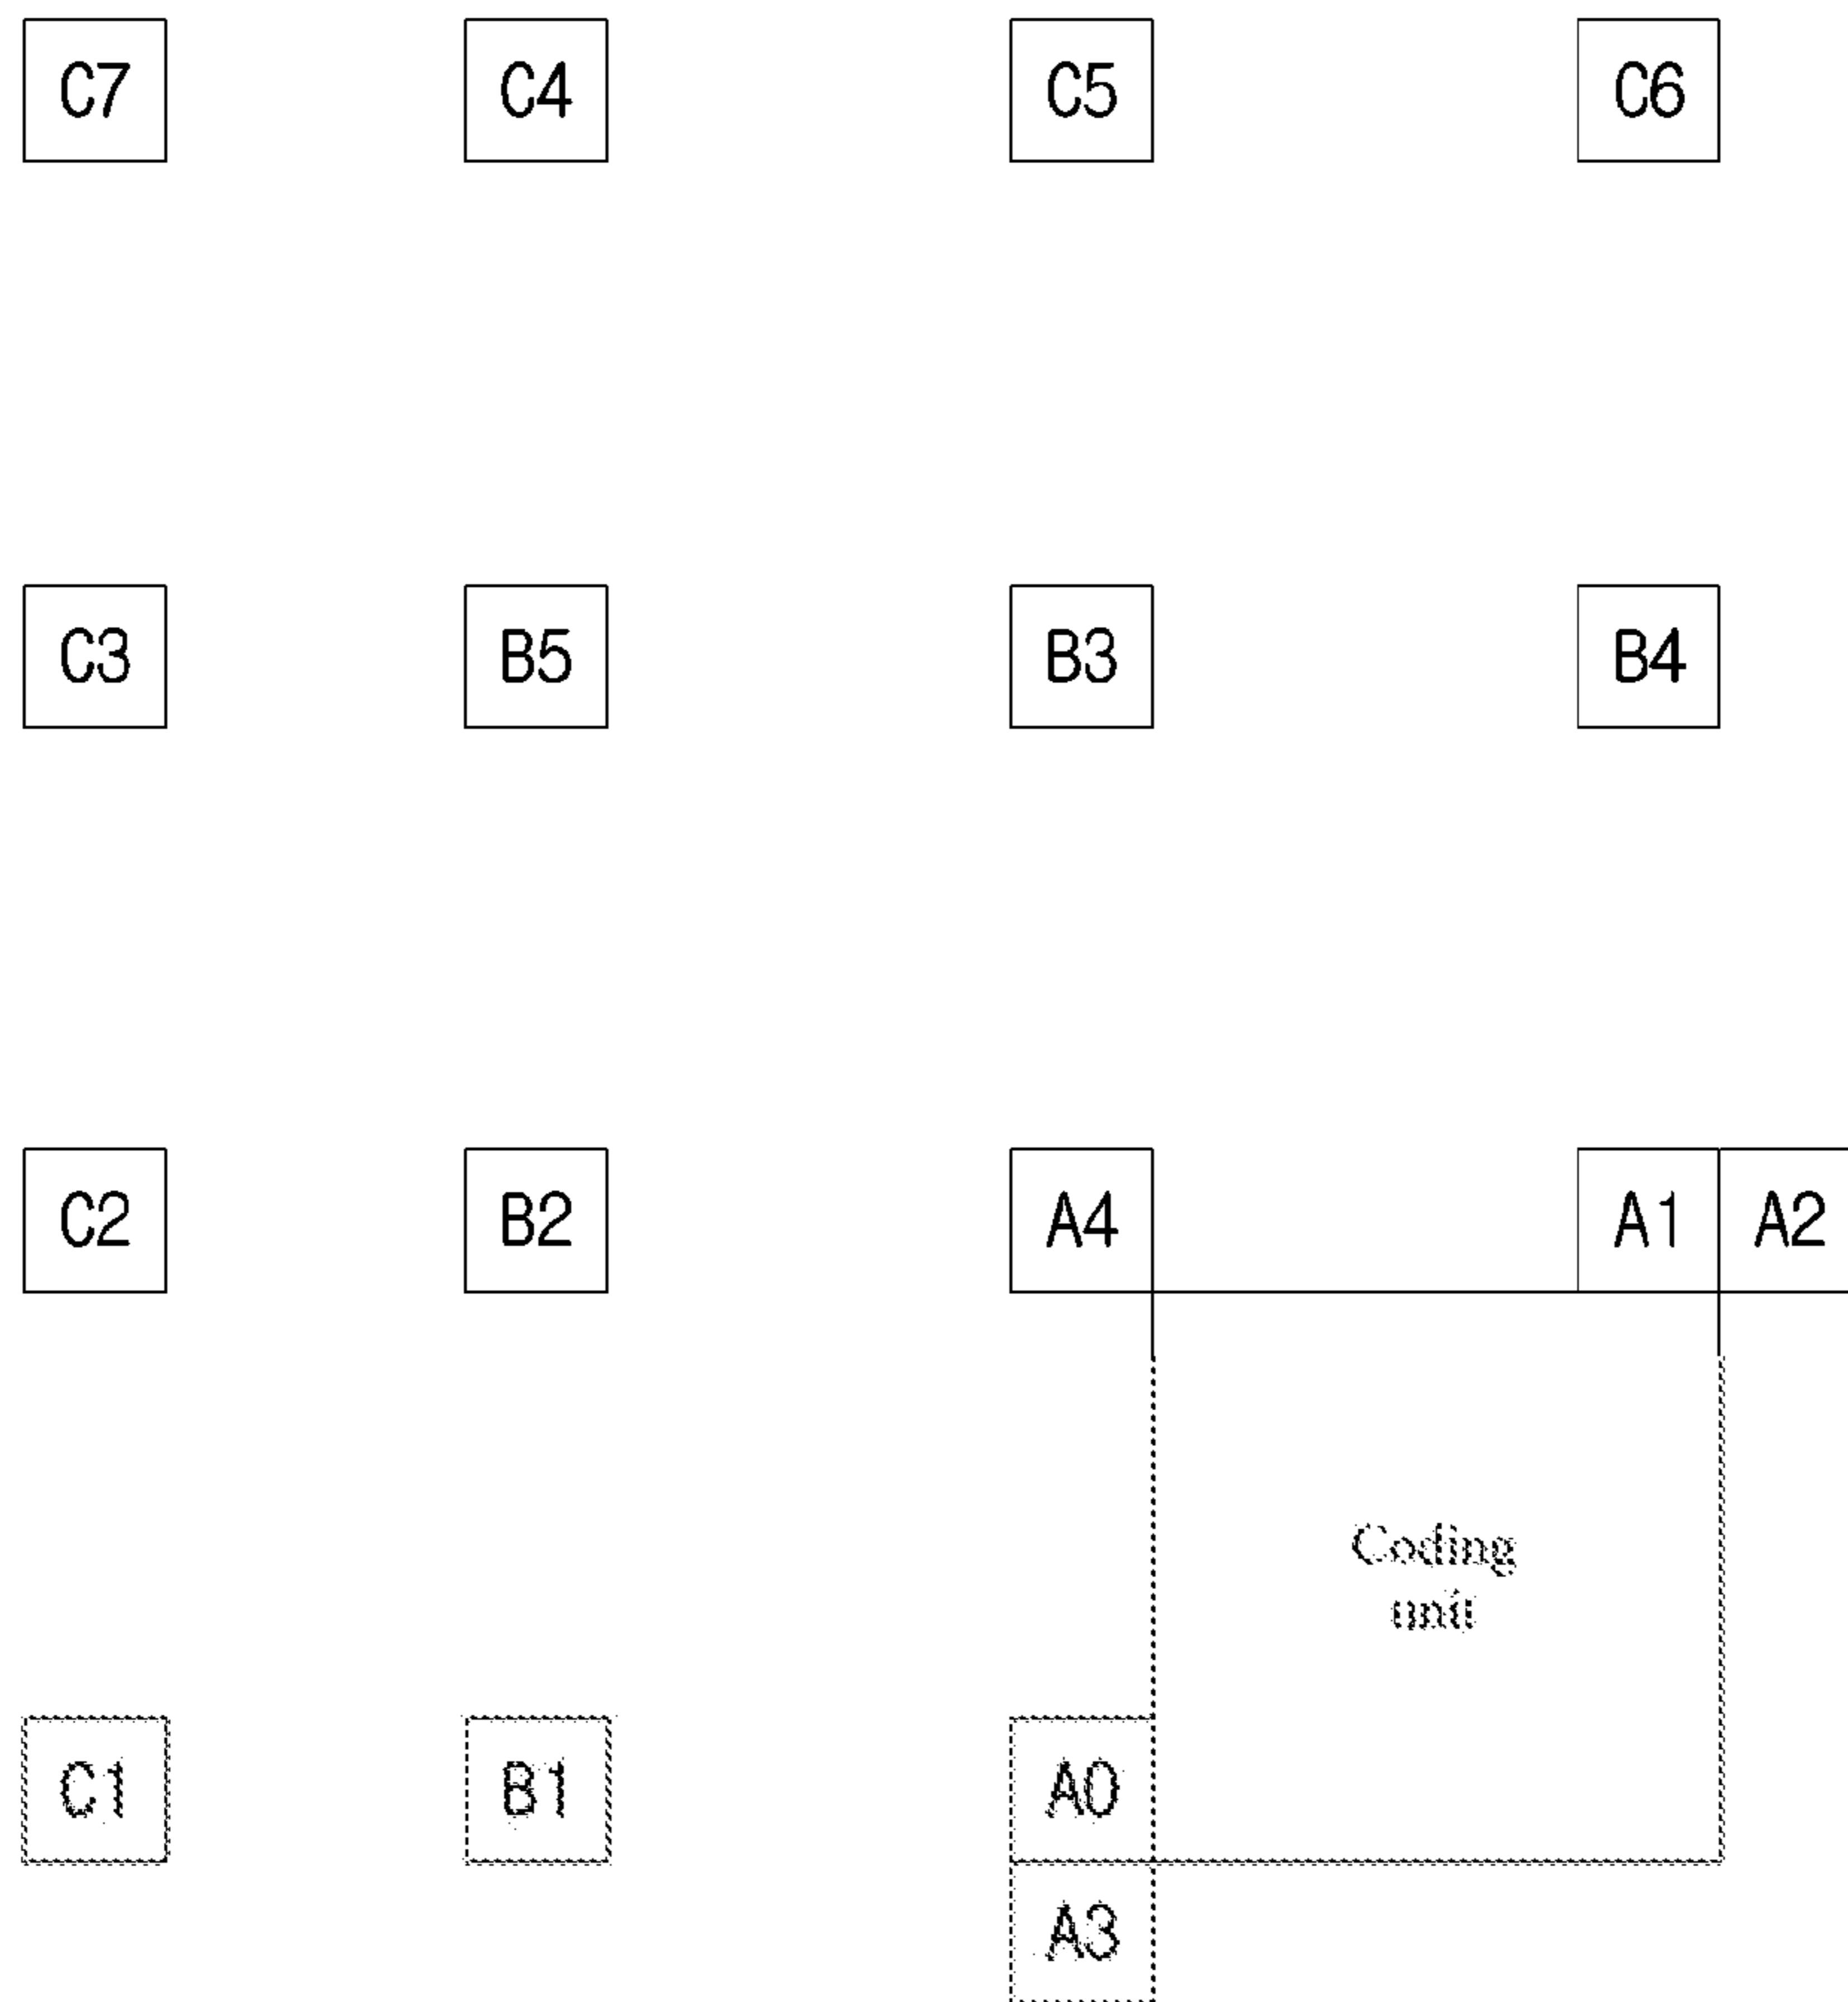 C7 C4 C5 C6
C3 B5 B3 B4
C2 B2 A4 A1 A2
Coding
unit
C1 B1 A0
A3